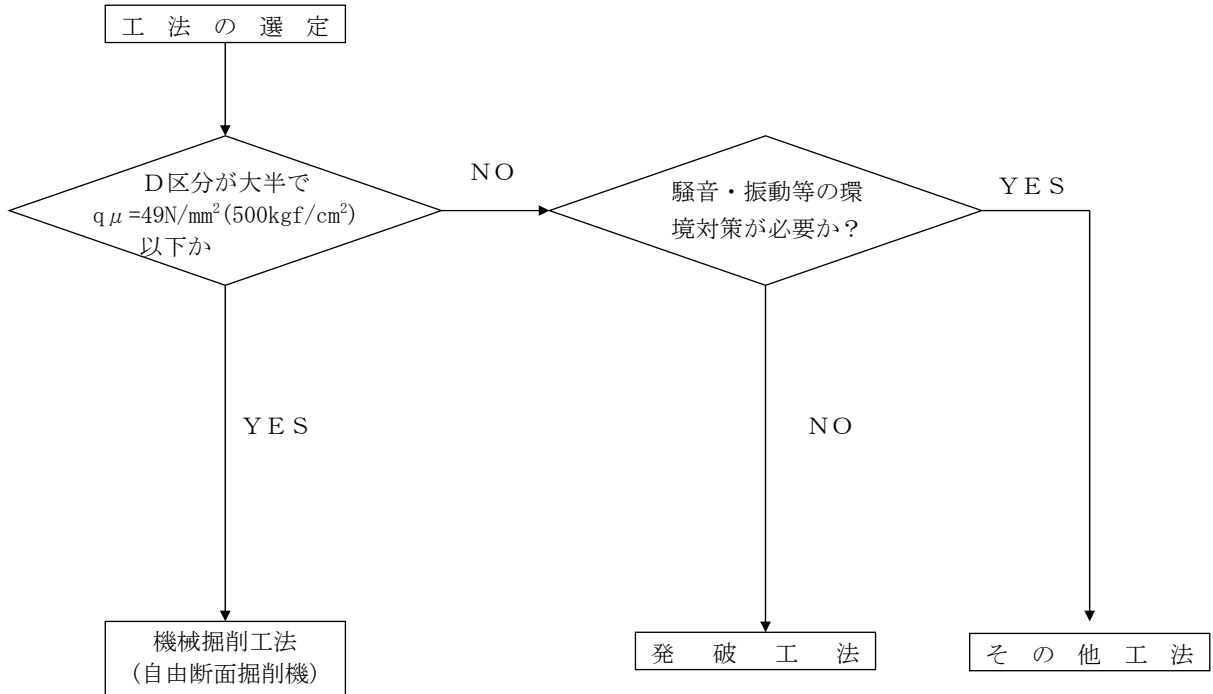 工法の選定
D区分が大半で
qμ=49N/mm²(500kgf/cm²)
以下か
NO
騒音・振動等の環
境対策が必要か？
YES
YES
NO
機械掘削工法
(自由断面掘削機)
発破工法
その他工法